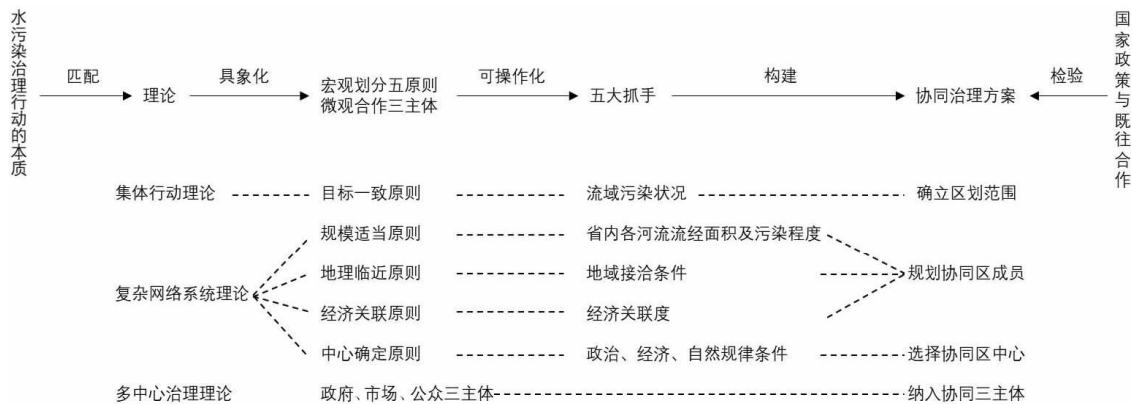 水污染治理行动的本质
匹配
理论
具象化
宏观划分五原则
微观合作三主体
可操作化
五大抓手
构建
协同治理方案
检验
国家政策与既往合作
集体行动理论
目标一致原则
流域污染状况
确立区划范围
规模适当原则
省内各河流流经面积及污染程度
复杂网络系统理论
地理临近原则
地域接洽条件
规划协同区成员
经济关联原则
经济关联度
中心确定原则
政治、经济、自然规律条件
选择协同区中心
多中心治理理论
政府、市场、公众三主体
纳入协同三主体